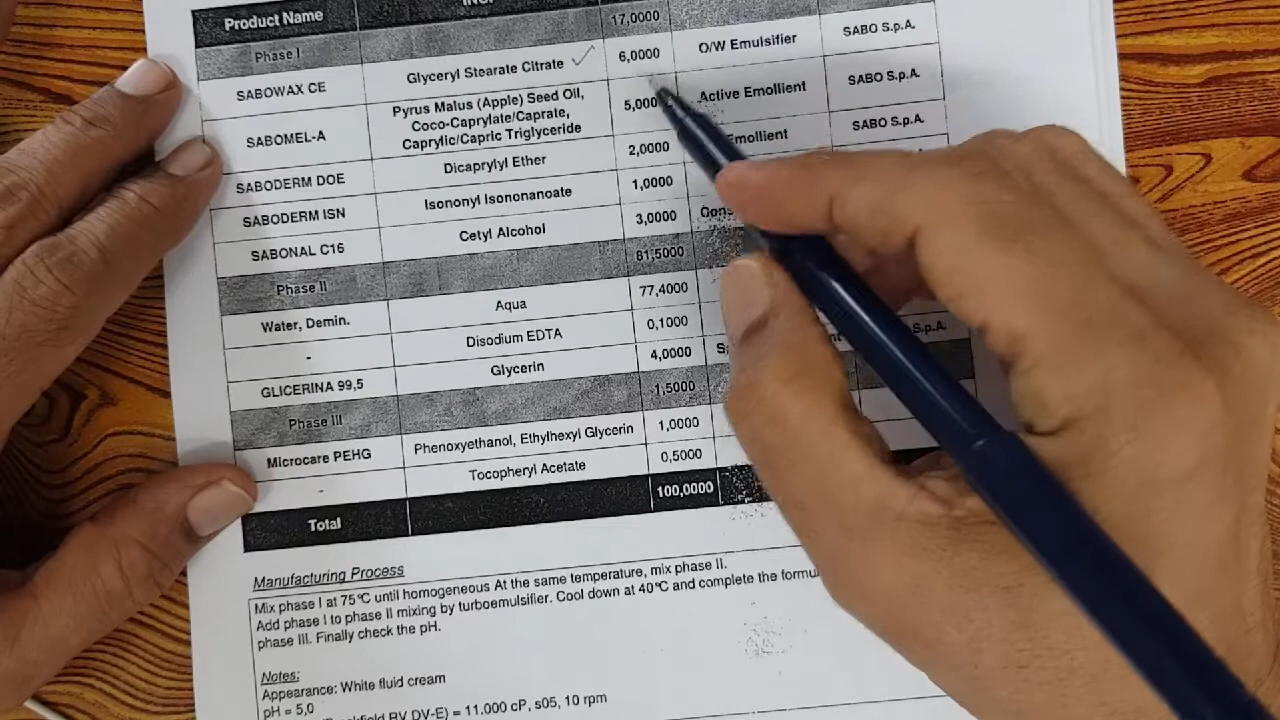 Product Name
Phase I 17,0000
SABOWAX CE Glyceryl Stearate Citrate 6,0000 O/W Emulsifier SABO S.p.A.
SABOMEL-A Pyrus Malus (Apple) Seed Oil,
Coco-Caprylate/Caprate,
Caprylic/Capric Triglyceride 5,000 Active Emollient SABO S.p.A.
SABODERM DOE Dicaprylyl Ether 2,0000 Emollient SABO S.p.A.
SABODERM ISN Isononyl Isononanoate 1,0000
SABONAL C16 Cetyl Alcohol 3,0000
Phase II 81,5000
Water, Demin. Aqua 77,4000
- Disodium EDTA 0,1000
GLICERINA 99,5 Glycerin 4,0000 S.p.A.
Phase III 1,5000
Microcare PEHG Phenoxyethanol, Ethylhexyl Glycerin 1,0000
- Tocopheryl Acetate 0,5000
Total 100,0000
Manufacturing Process
Mix phase I at 75°C until homogeneous At the same temperature, mix phase II.
Add phase I to phase II mixing by turboemulsifier. Cool down at 40°C and complete the formu
phase III. Finally check the pH.
Notes:
Appearance: White fluid cream
pH = 5,0
RV DV-E) = 11.000 cP, s05, 10 rpm